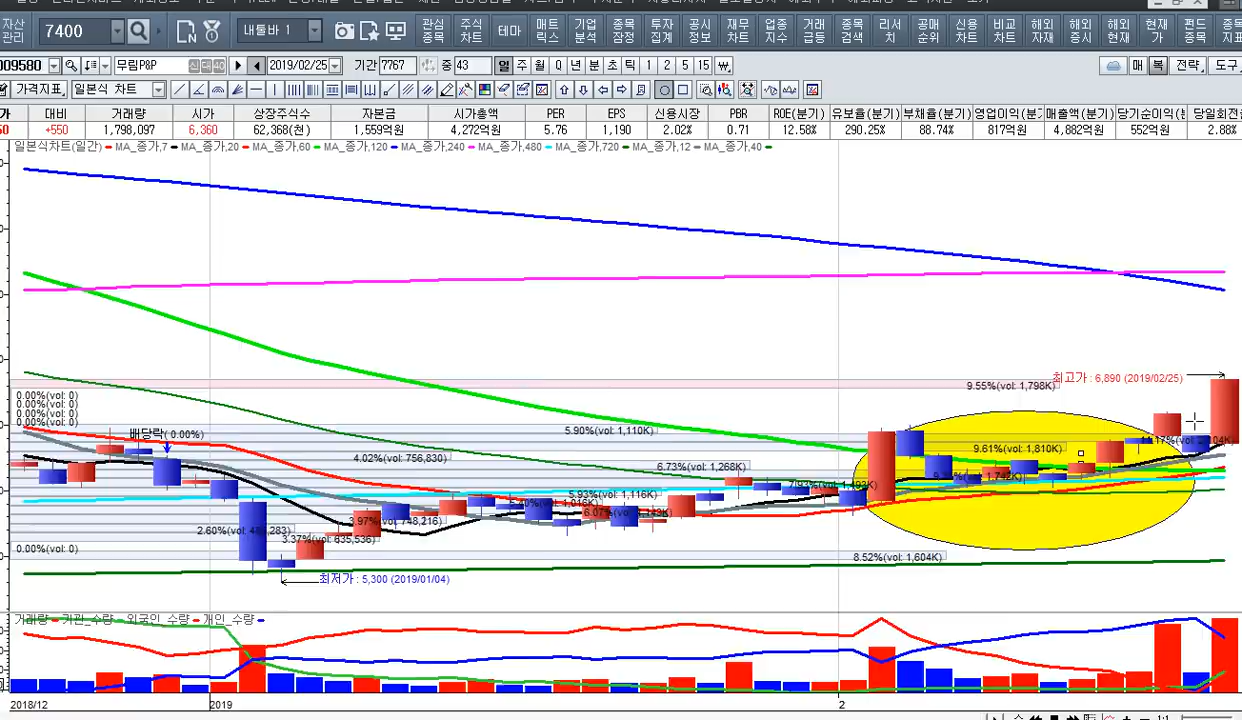 자산 관리 7400 내툴바 1 관심 종목 주식 차트 테마 매트릭스 기업 분석 종목 잠정 투자 집계 공시 정보 재무 차트 업종 지수 거래 급등 종목 검색 리서치 공매 순위 신용 차트 비교 차트 해외 자재 해외 증시 해외 현재 현재가 펀드 종목
009580 무림P&P 신 대 40 2019/02/25 기간 7767 중 43 일 주 월 Q 년 분 초 틱 1 2 5 15 매 복 전략 도구
가격지표 일본식 차트
대비 거래량 시가 상장주식수 자본금 시가총액 PER EPS 신용시장 PBR ROE(분기) 유보율(분기) 부채율(분기) 영업이익(분기 매출액(분기) 당기순이익( 당일회전
+550 1,798,097 6,360 62,368(천) 1,559억원 4,272억원 5.76 1,190 2.02% 0.71 12.58% 290.25% 88.74% 817억원 4,882억원 552억원 2.88%
일본식차트(일간) MA_종가,7 MA_종가,20 MA_종가,60 MA_종가,120 MA_종가,240 MA_종가,480 MA_종가,720 MA_종가,12 MA_종가,40
최고가 : 6,890 (2019/02/25)
9.55%(vol: 1,798K)
0.00%(vol: 0)
0.00%(vol: 0)
0.00%(vol: 0)
0.00%(vol: 0)
배당락( 0.00%)
5.90%(vol: 1,110K)
9.61%(vol: 1,810K)
4.02%(vol: 756,830)
6.73%(vol: 1,268K)
5.93%(vol: 1,116K)
3.97%(vol: 748,216)
3.37%(vol: 635,536)
0.00%(vol: 0)
8.52%(vol: 1,604K)
최저가 : 5,300 (2019/01/04)
거래량 기관_수량 외국인_수량 개인_수량
2018/12 2019 2